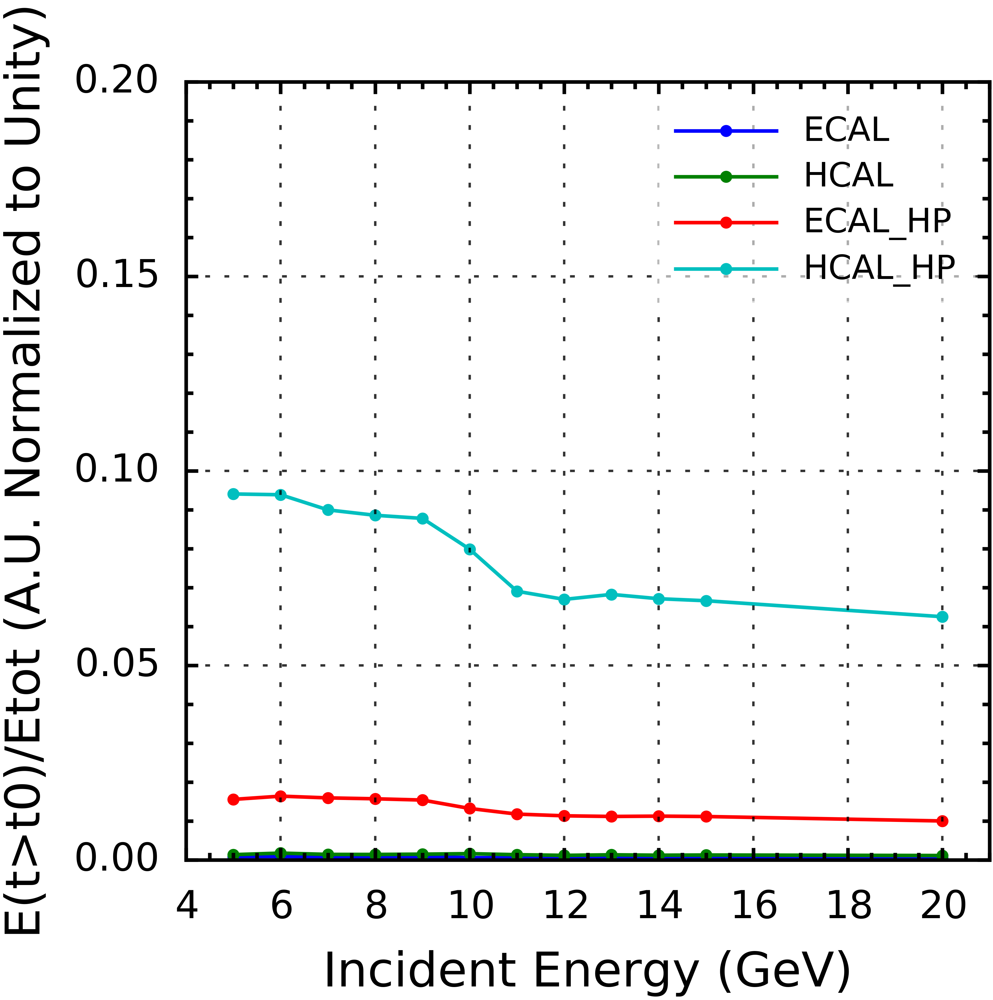 E(t>t0)/Etot (A.U. Normalized to Unity)
0.20
0.15
0.10
0.05
0.00
ECAL
HCAL
ECAL_HP
HCAL_HP
4 6 8 10 12 14 16 18 20
Incident Energy (GeV)